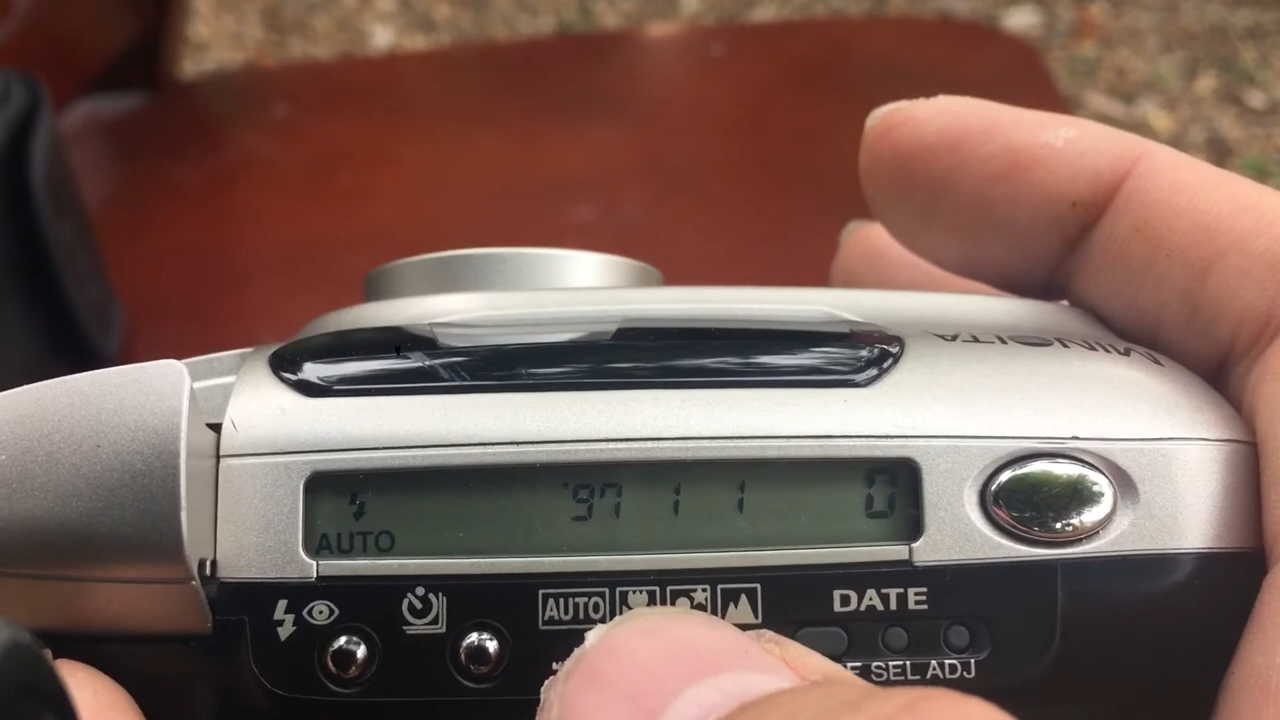 MINOLTA
'97 1 1 0
AUTO
AUTO
DATE
SEL ADJ